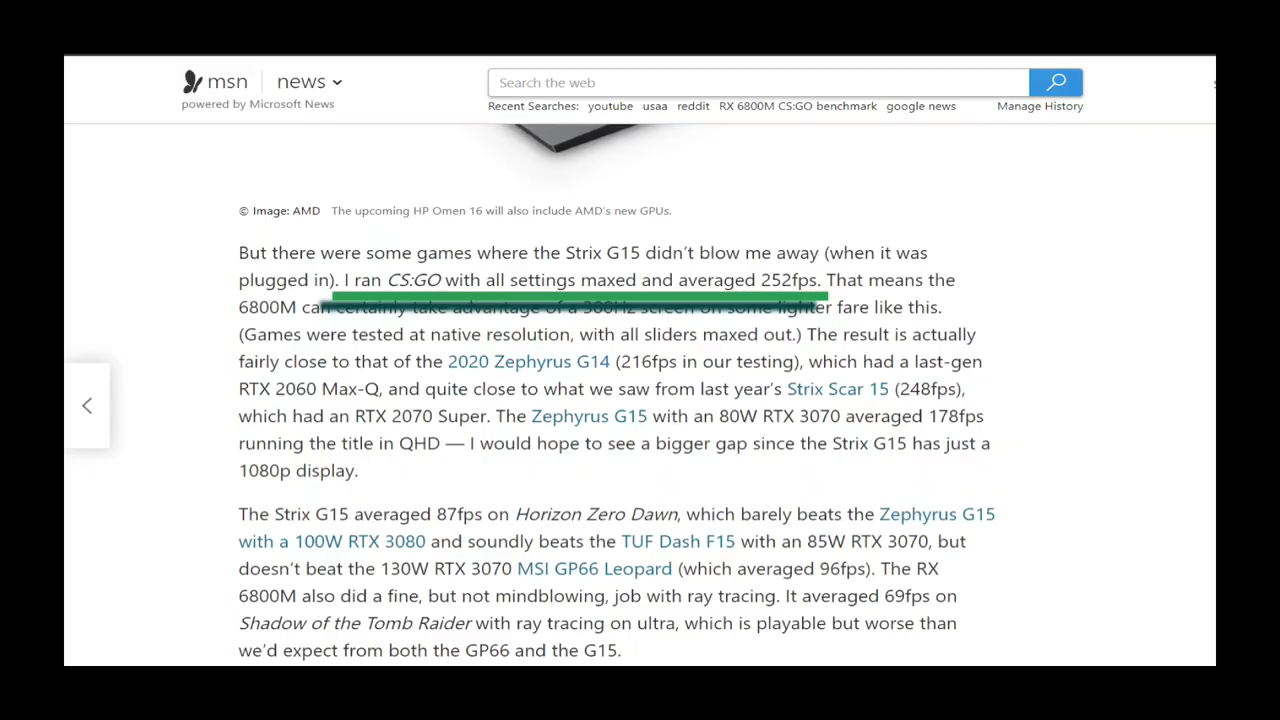 msn news
powered by Microsoft News
Search the web
Recent Searches: youtube usaa reddit RX 6800M CS:GO benchmark google news Manage History
© Image: AMD The upcoming HP Omen 16 will also include AMD's new GPUs.
But there were some games where the Strix G15 didn't blow me away (when it was
plugged in). I ran CS:GO with all settings maxed and averaged 252fps. That means the
6800M can certainly take advantage of a 300Hz screen on some lighter fare like this.
(Games were tested at native resolution, with all sliders maxed out.) The result is actually
fairly close to that of the 2020 Zephyrus G14 (216fps in our testing), which had a last-gen
RTX 2060 Max-Q, and quite close to what we saw from last year's Strix Scar 15 (248fps),
which had an RTX 2070 Super. The Zephyrus G15 with an 80W RTX 3070 averaged 178fps
running the title in QHD — I would hope to see a bigger gap since the Strix G15 has just a
1080p display.
The Strix G15 averaged 87fps on Horizon Zero Dawn, which barely beats the Zephyrus G15
with a 100W RTX 3080 and soundly beats the TUF Dash F15 with an 85W RTX 3070, but
doesn't beat the 130W RTX 3070 MSI GP66 Leopard (which averaged 96fps). The RX
6800M also did a fine, but not mindblowing, job with ray tracing. It averaged 69fps on
Shadow of the Tomb Raider with ray tracing on ultra, which is playable but worse than
we'd expect from both the GP66 and the G15.